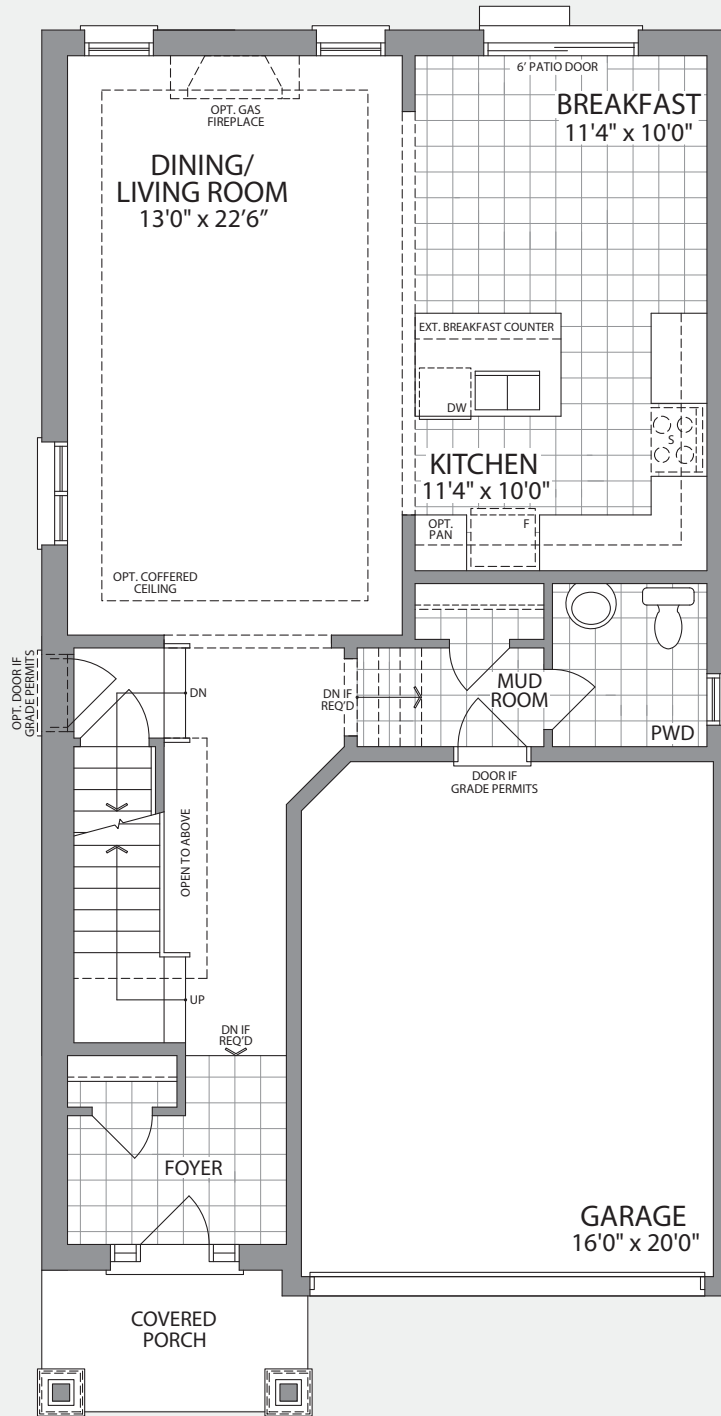 6' PATIO DOOR
BREAKFAST
11'4" x 10'0"
OPT. GAS
FIREPLACE
DINING/
LIVING ROOM
13'0" x 22'6”
EXT. BREAKFAST COUNTER
DW
S
KITCHEN
11'4" x 10'0"
OPT.
PAN
F
OPT. COFFERED
CEILING
OPT. DOOR IF
GRADE PERMITS
DN
DN IF
REQ'D
MUD
ROOM
PWD
DOOR IF
GRADE PERMITS
OPEN TO ABOVE
UP
DN IF
REQ'D
FOYER
GARAGE
16'0" x 20'0"
COVERED
PORCH